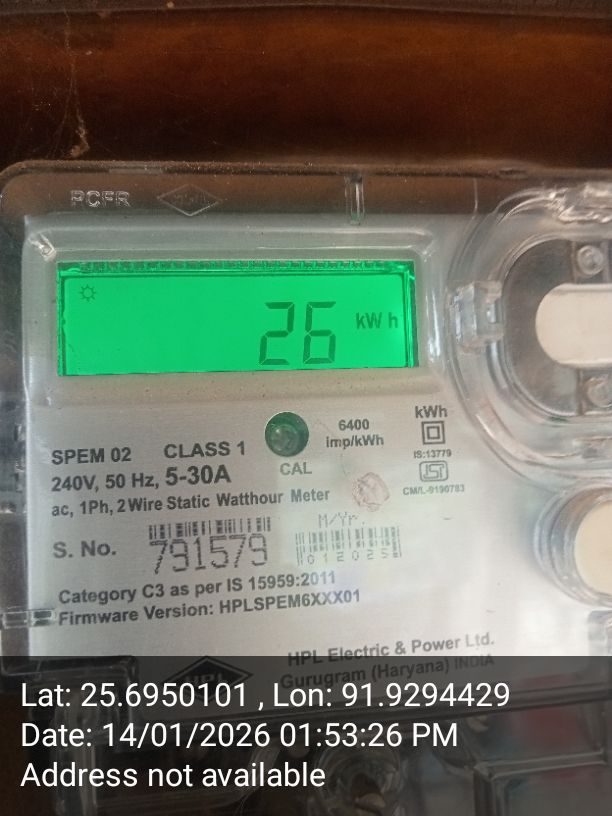 PCFR
26 kW h
6400
imp/kWh
kWh
IS:13779
CM/L-9190783
SPEM 02 CLASS 1
240V, 50 Hz, 5-30A
CAL
ac, 1Ph, 2 Wire Static Watthour Meter
M/Yr.
S. No. 791579 012025
Category C3 as per IS 15959:2011
Firmware Version: HPLSPEM6XXX01
HPL Electric & Power Ltd.
HPL Gurugram (Haryana) INDIA
Lat: 25.6950101 , Lon: 91.9294429
Date: 14/01/2026 01:53:26 PM
Address not available